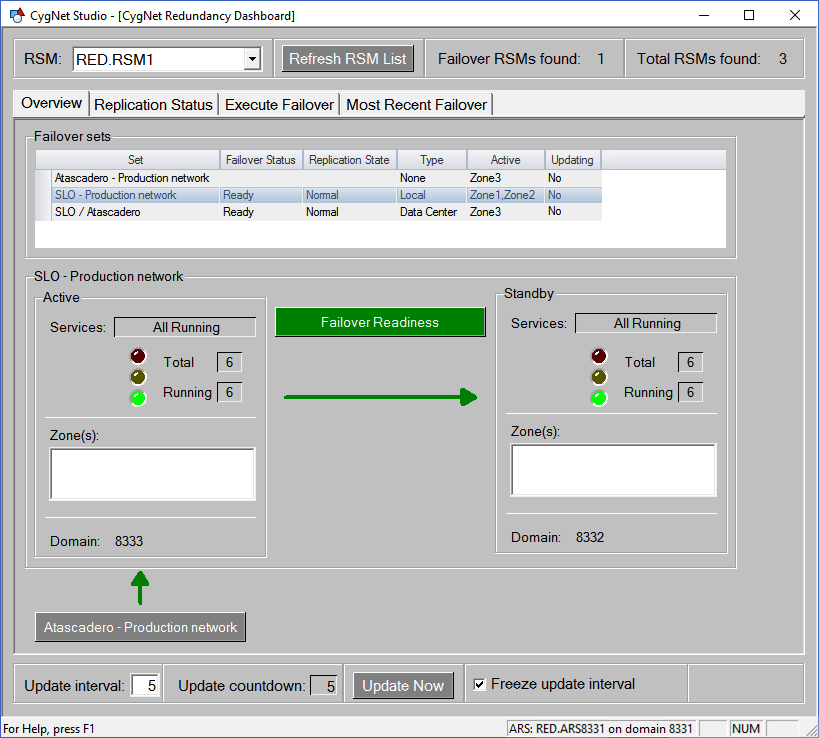 CygNet Studio - [CygNet Redundancy Dashboard]
RSM: RED.RSM1 Refresh RSM List Failover RSMs found: 1 Total RSMs found: 3
Overview Replication Status Execute Failover Most Recent Failover
Failover sets
Set Failover Status Replication State Type Active Updating
Atascadero - Production network None Zone3 No
SLO - Production network Ready Normal Local Zone1,Zone2 No
SLO / Atascadero Ready Normal Data Center Zone3 No
SLO - Production network
Active
Services: All Running
Total 6
Running 6
Zone(s):
Domain: 8333
Failover Readiness
Standby
Services: All Running
Total 6
Running 6
Zone(s):
Domain: 8332
Atascadero - Production network
Update interval: 5 Update countdown: 5 Update Now Freeze update interval
For Help, press F1 ARS: RED.ARS8331 on domain 8331 NUM